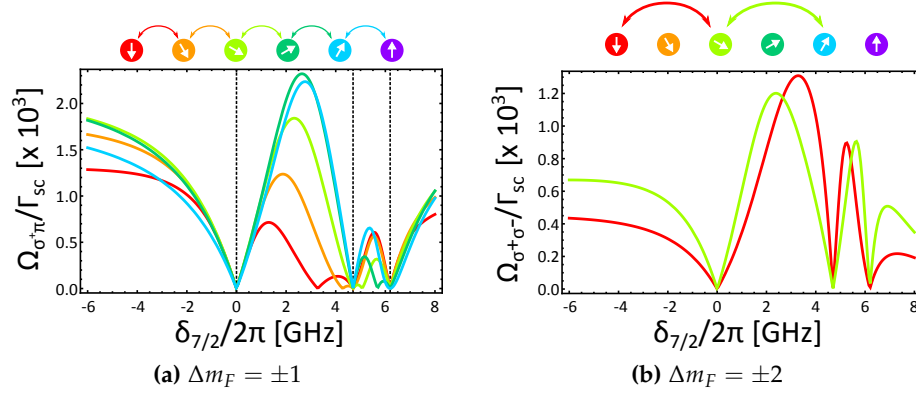 Ω_{σ⁺π}/Γ_{sc} [x 10³]
2.0
1.5
1.0
0.5
0.0
-6 -4 -2 0 2 4 6 8
δ_{7/2}/2π [GHz]
(a) Δm_F = ±1
Ω_{σ+σ-}/Γ_{sc} [x 10³]
1.2
1.0
0.8
0.6
0.4
0.2
0.0
-6 -4 -2 0 2 4 6 8
δ_{7/2}/2π [GHz]
(b) Δm_F = ±2